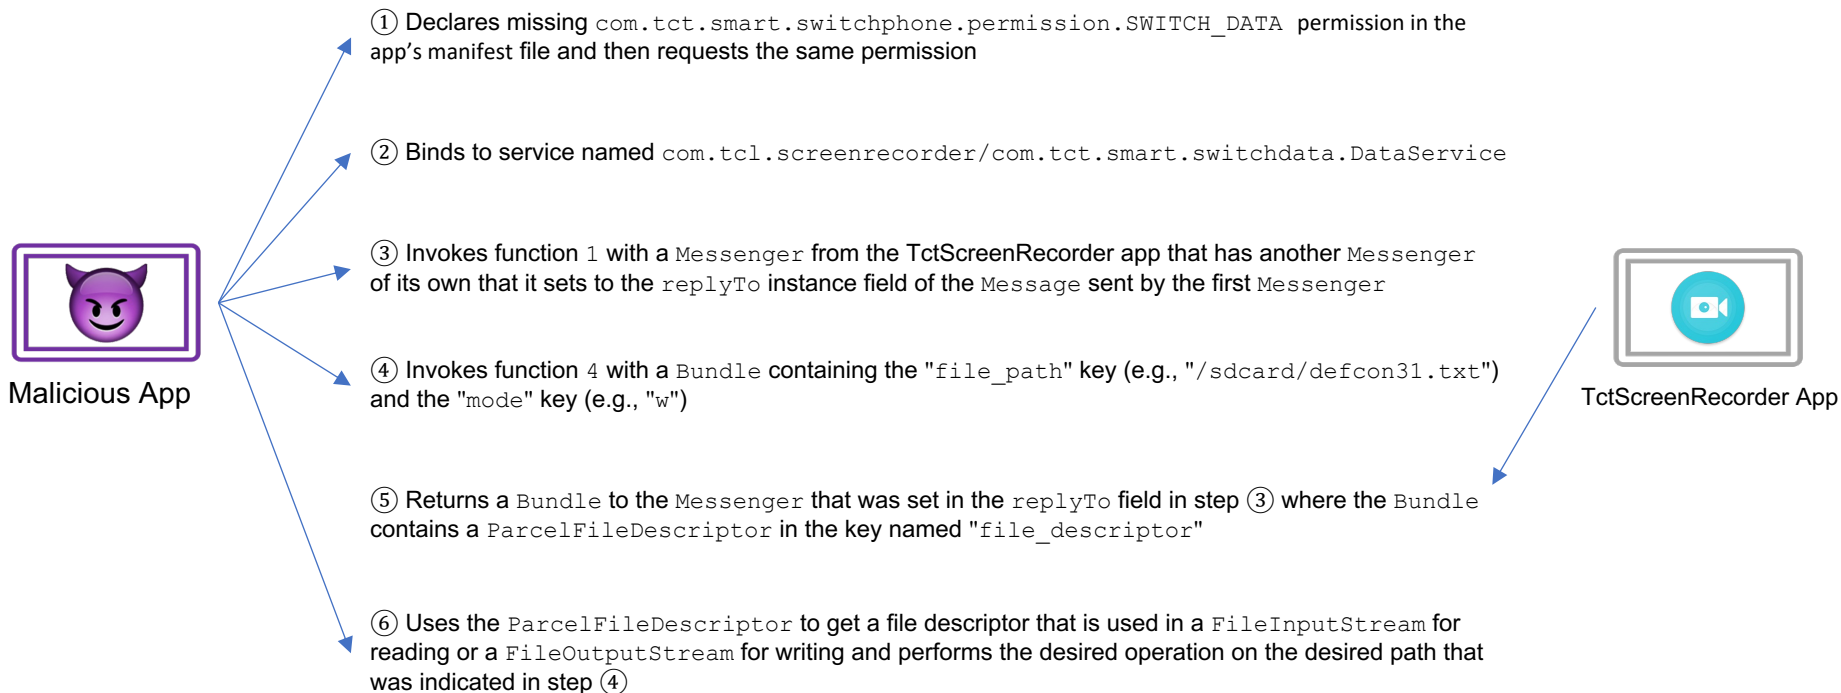 ① Declares missing com.tct.smart.switchphone.permission.SWITCH_DATA permission in the
app's manifest file and then requests the same permission
② Binds to service named com.tcl.screenrecorder/com.tct.smart.switchdata.DataService
③ Invokes function 1 with a Messenger from the TctScreenRecorder app that has another Messenger
of its own that it sets to the replyTo instance field of the Message sent by the first Messenger
④ Invokes function 4 with a Bundle containing the "file_path" key (e.g., "/sdcard/defcon31.txt")
and the "mode" key (e.g., "w")
Malicious App
TctScreenRecorder App
⑤ Returns a Bundle to the Messenger that was set in the replyTo field in step ③ where the Bundle
contains a ParcelFileDescriptor in the key named "file_descriptor"
⑥ Uses the ParcelFileDescriptor to get a file descriptor that is used in a FileInputStream for
reading or a FileOutputStream for writing and performs the desired operation on the desired path that
was indicated in step ④